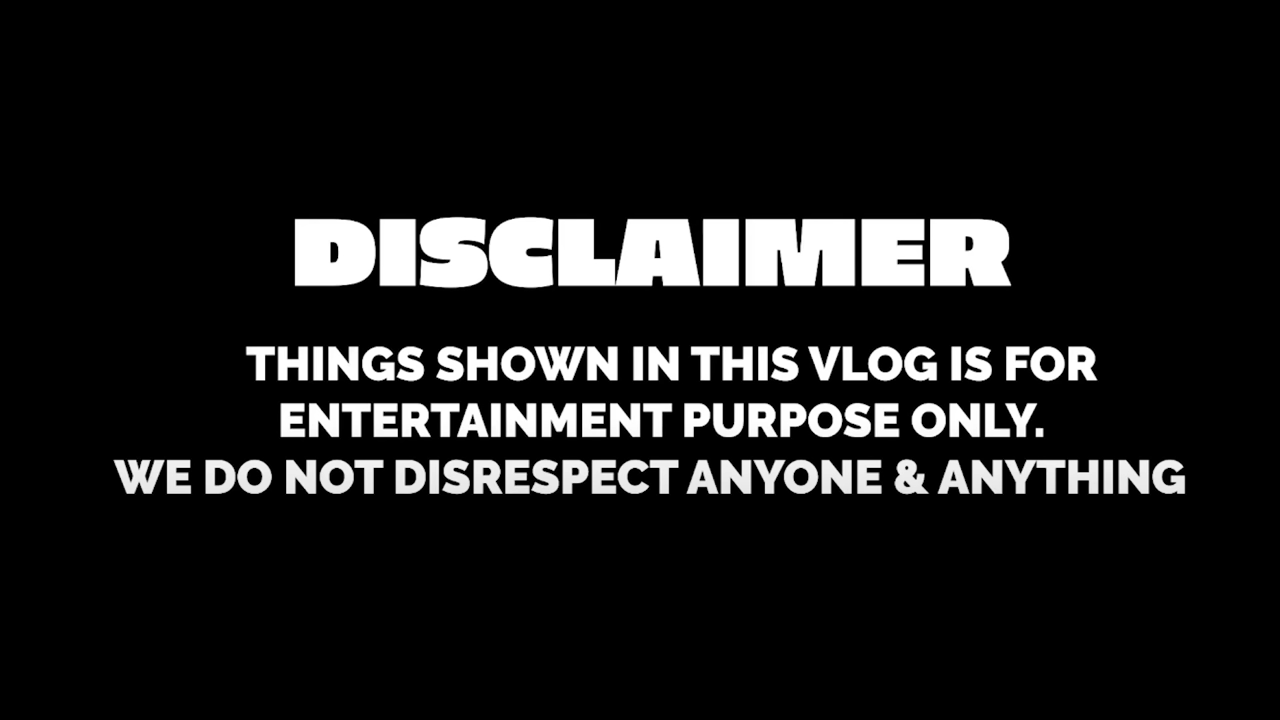 DISCLAIMER
THINGS SHOWN IN THIS VLOG IS FOR
ENTERTAINMENT PURPOSE ONLY.
WE DO NOT DISRESPECT ANYONE & ANYTHING